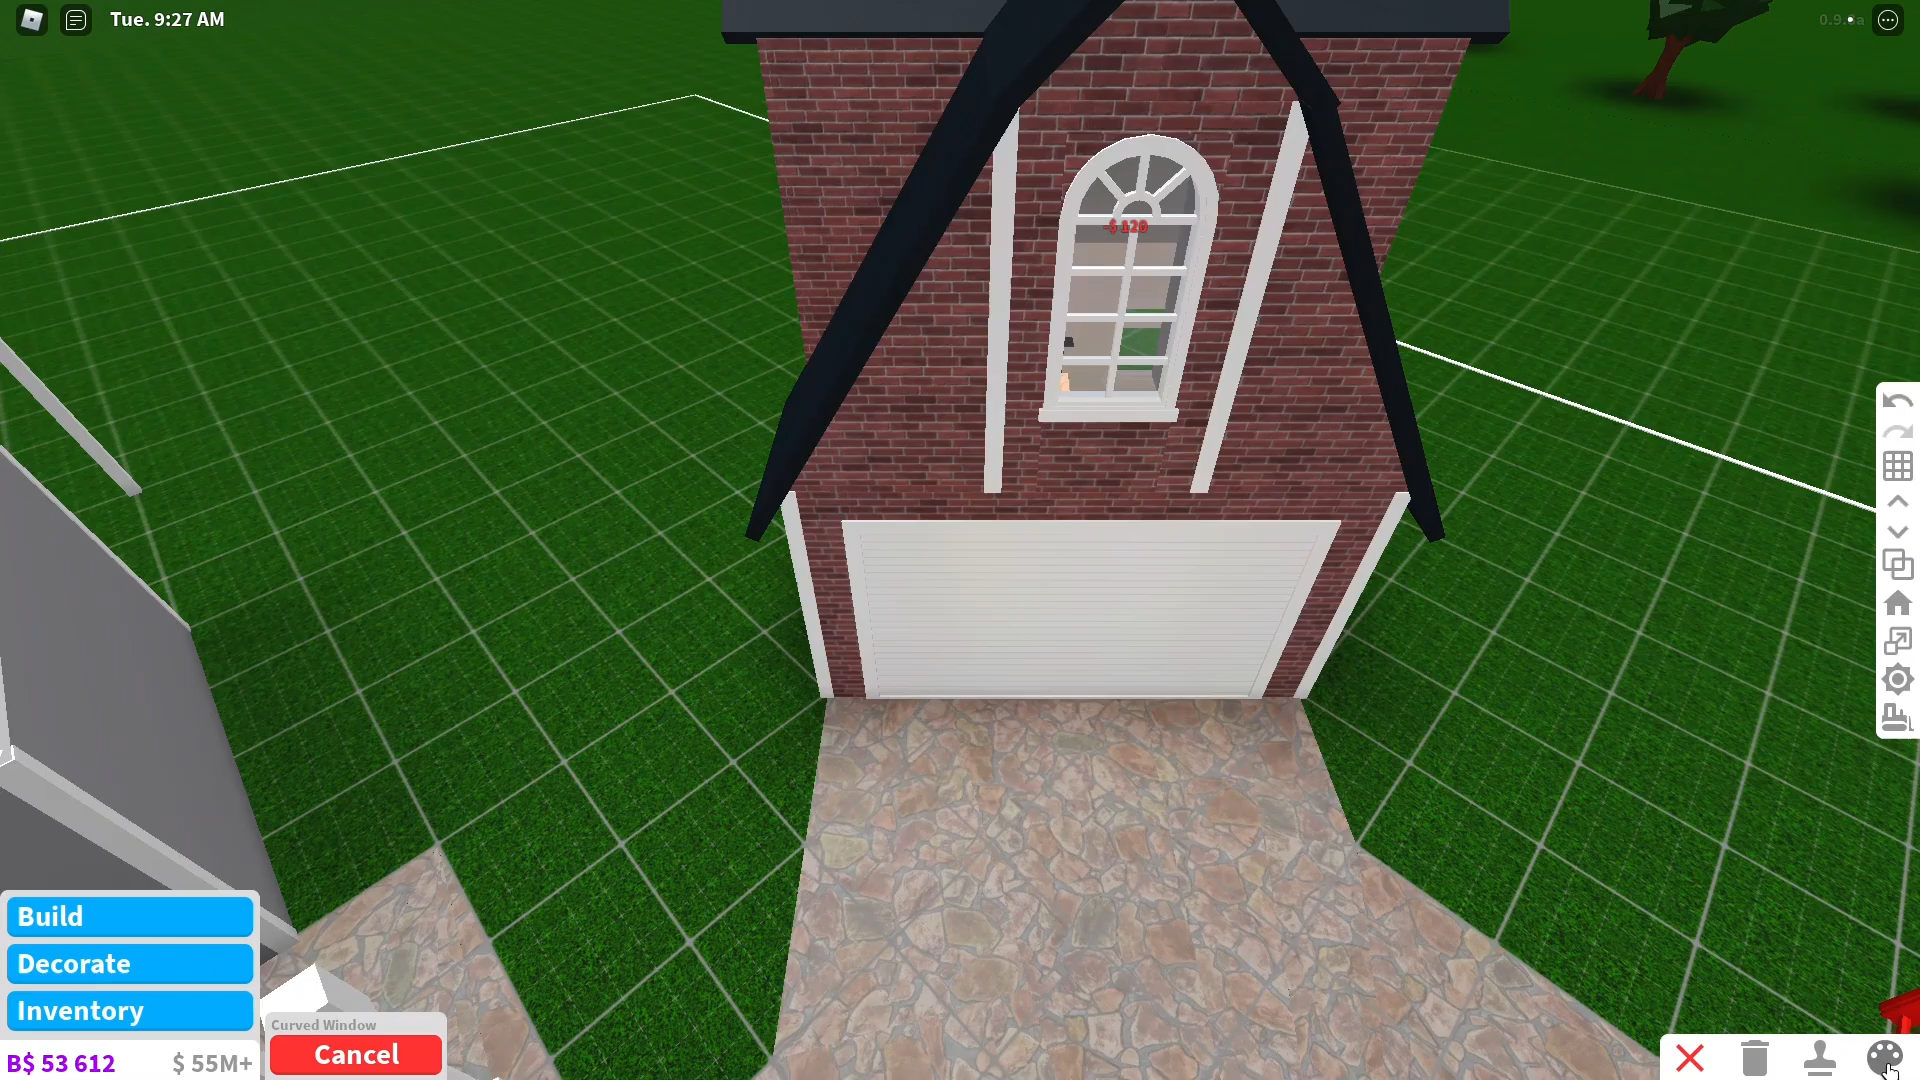 Tue. 9:27 AM
-$ 120
Build
Decorate
Inventory
Curved Window
Cancel
B$ 53 612
$ 55M+